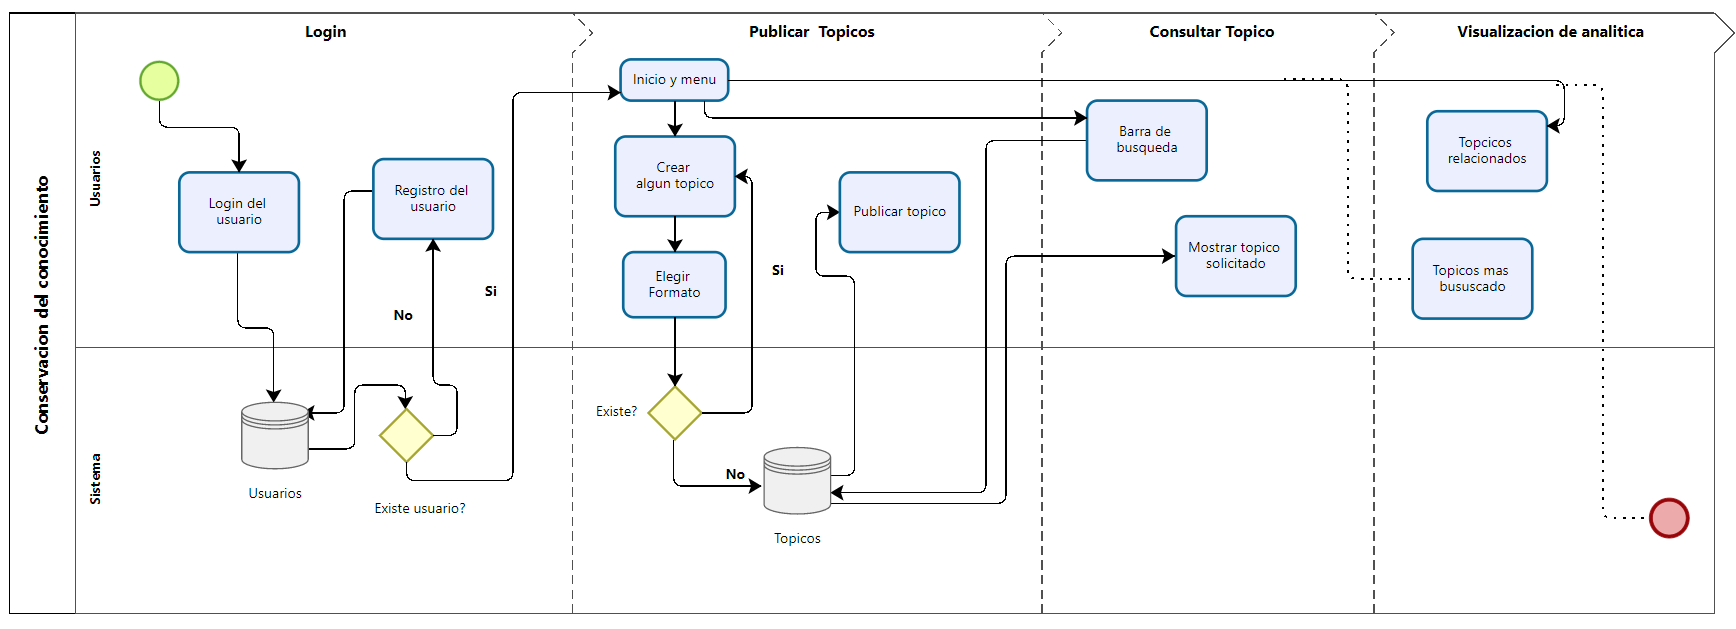 Login
Publicar  Topicos
Consultar Topico
Visualizacion de analitica
Conservacion del conocimiento
Usuarios
Inicio y menu
Login del
usuario
Registro del
usuario
Si
No
Crear
algun topico
Elegir
Formato
Si
Publicar topico
Barra de
busqueda
Mostrar topico
solicitado
Topcicos
relacionados
Topicos mas
bususcado
Sistema
Usuarios
Existe usuario?
Existe?
No
Topicos